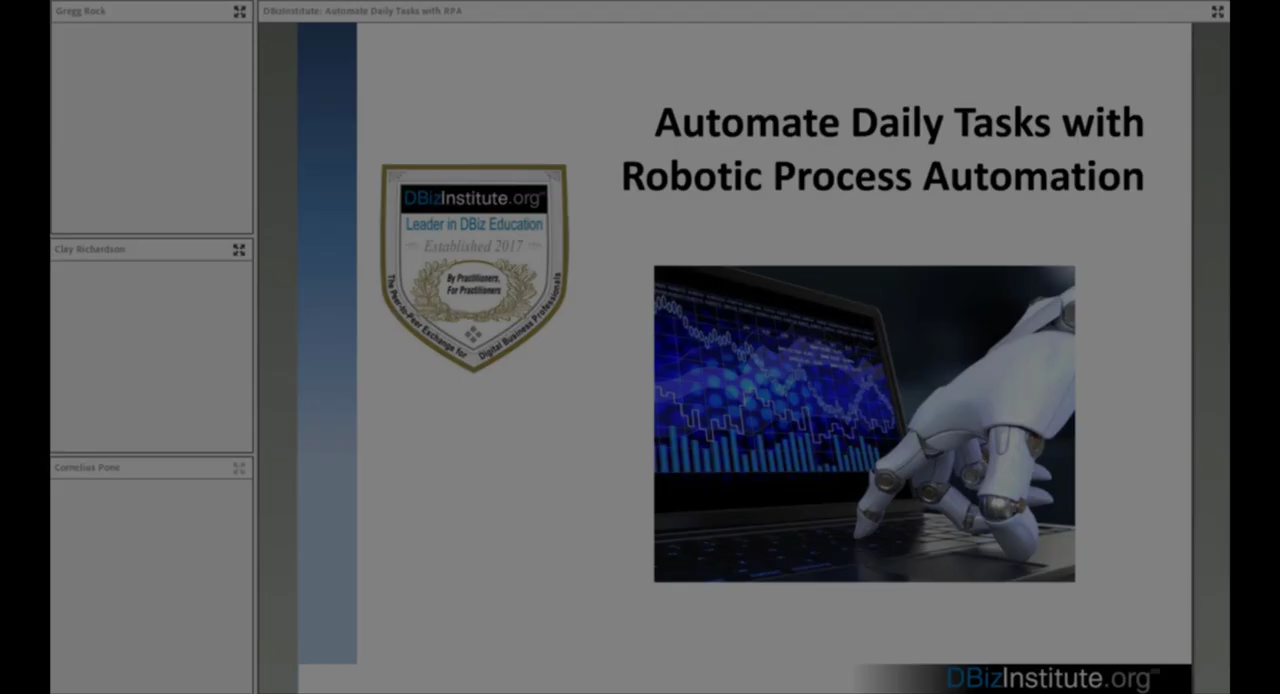 Gregg Rock
DBizInstitute: Automate Daily Tasks with RPA
Automate Daily Tasks with
Robotic Process Automation
DBizInstitute.org
Leader in DBiz Education
Established 2017
By Practitioners,
For Practitioners
The Peer-to-Peer Exchange for Digital Business Professionals
Clay Richardson
Cornelius Pone
DBizInstitute.org